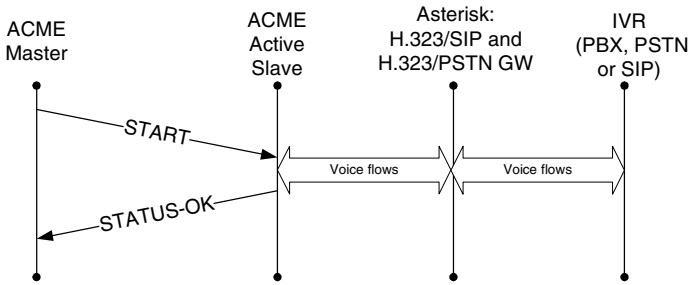 ACME
Master
ACME
Active
Slave
Asterisk:
H.323/SIP and
H.323/PSTN GW
IVR
(PBX, PSTN
or SIP)
START
Voice flows
Voice flows
STATUS-OK